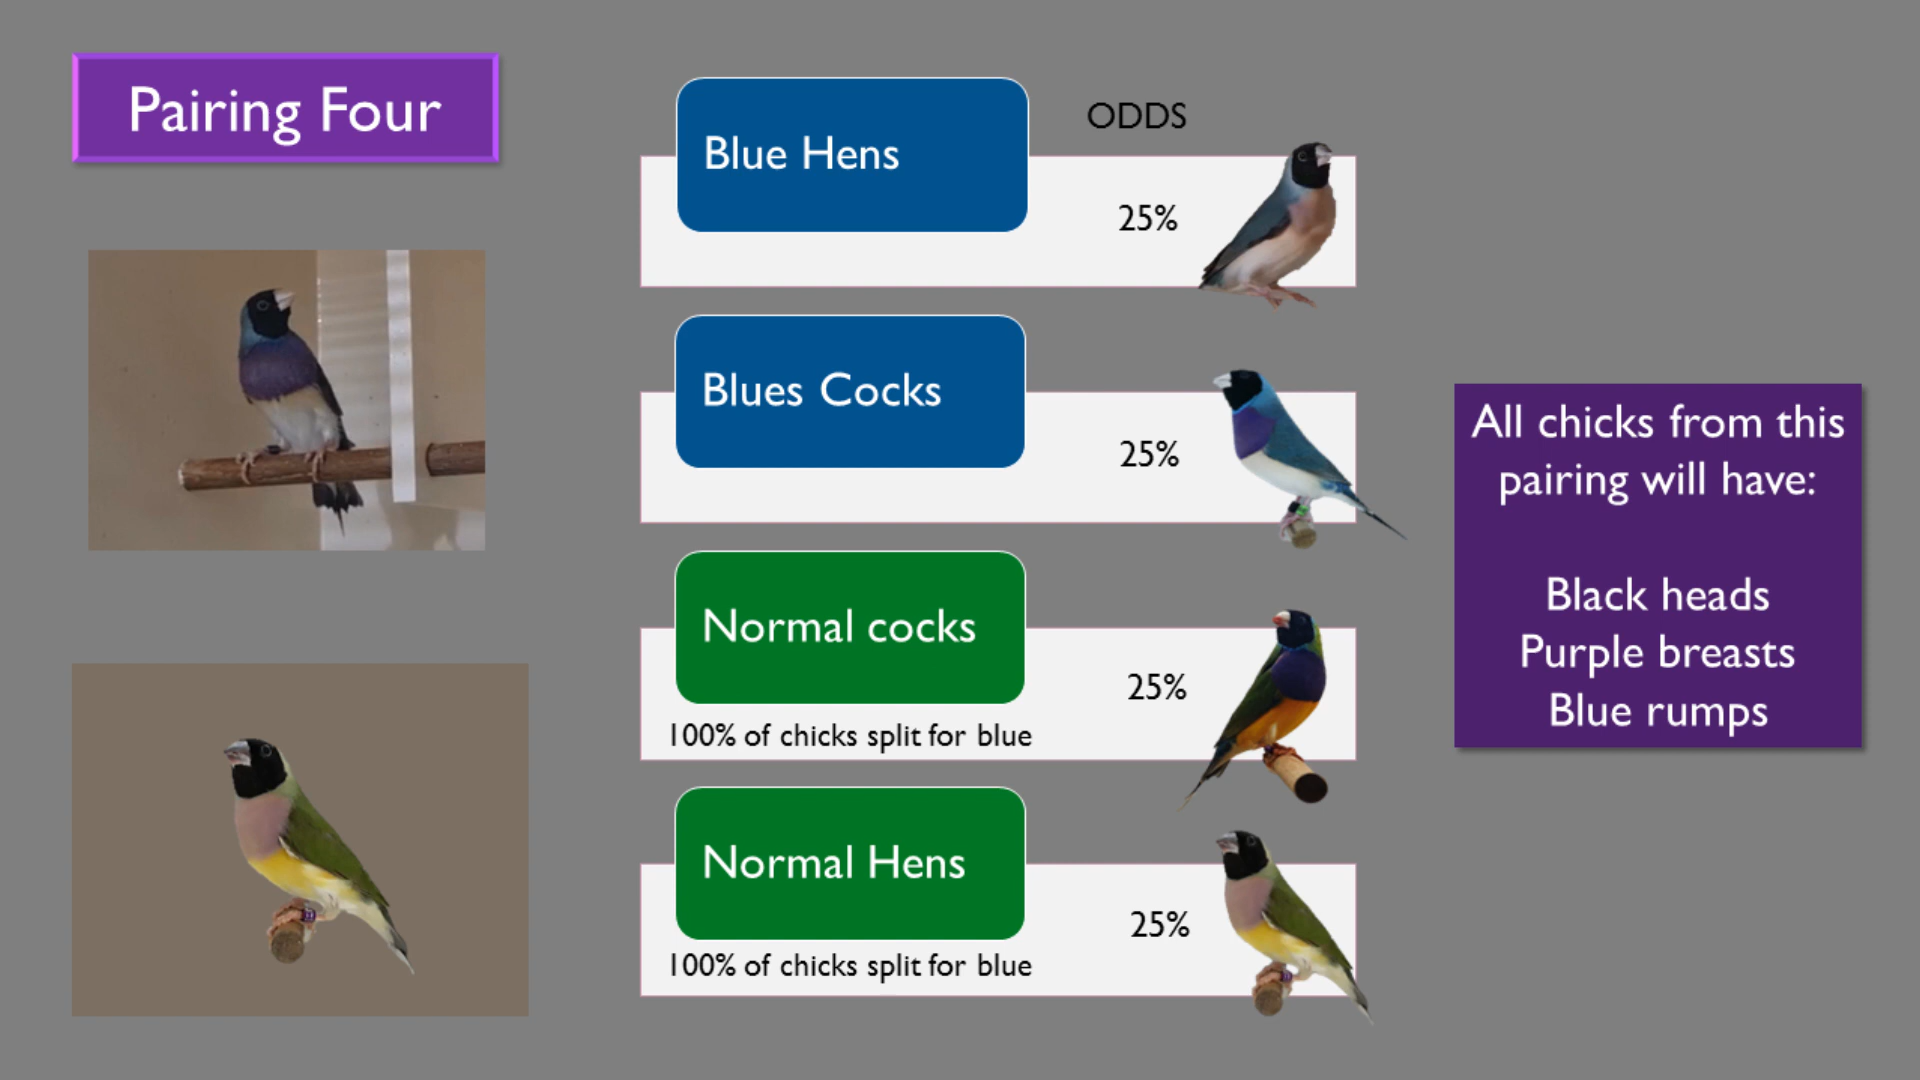 Pairing Four
Blue Hens
ODDS
25%
Blues Cocks
25%
Normal cocks
25%
100% of chicks split for blue
Normal Hens
25%
100% of chicks split for blue
All chicks from this
pairing will have:
Black heads
Purple breasts
Blue rumps